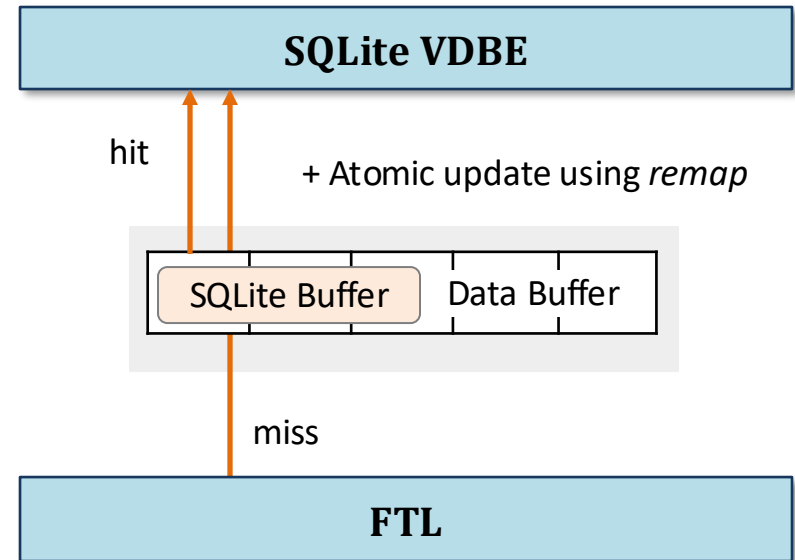 SQLite VDBE
hit
+ Atomic update using remap
SQLite Buffer
Data Buffer
miss
FTL